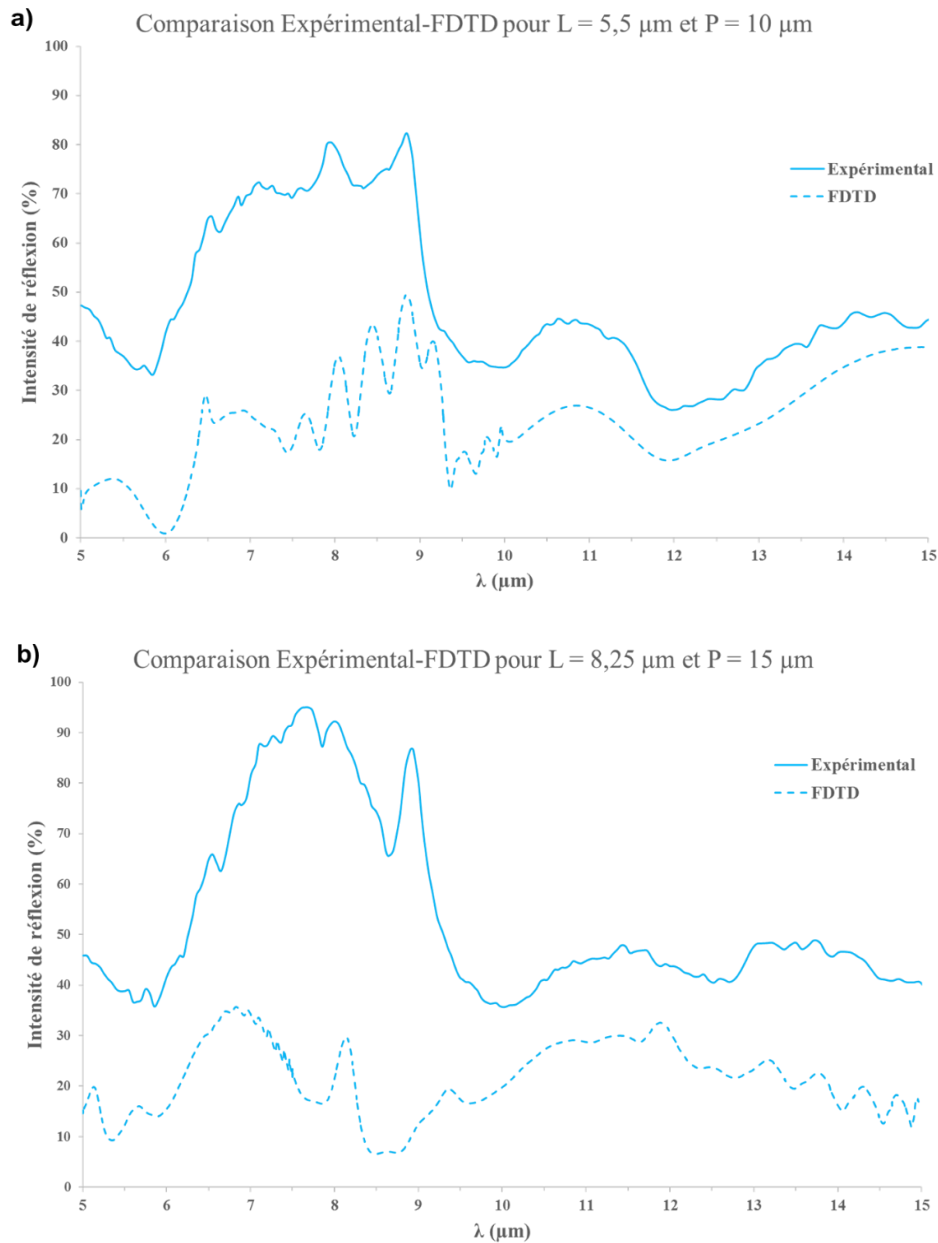 a)
Comparaison Expérimental-FDTD pour L = 5,5 µm et P = 10 µm
100
90
80
70
60
50
40
30
20
10
0
Intensité de réflexion (%)
Expérimental
FDTD
5 6 7 8 9 10 11 12 13 14 15
λ (µm)
b)
Comparaison Expérimental-FDTD pour L = 8,25 µm et P = 15 µm
100
90
80
70
60
50
40
30
20
10
0
Intensité de réflexion (%)
Expérimental
FDTD
5 6 7 8 9 10 11 12 13 14 15
λ (µm)